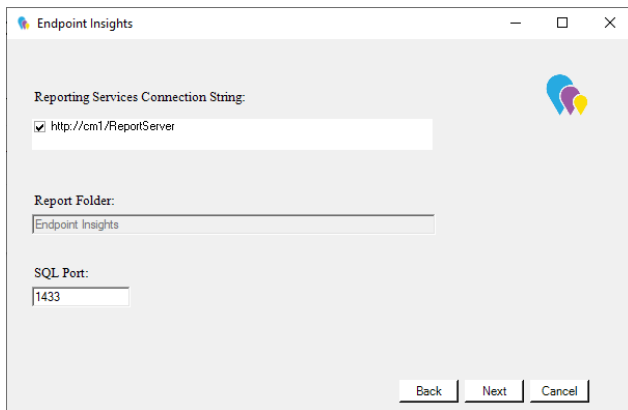 Endpoint Insights
Reporting Services Connection String:
http://cm1/ReportServer
Report Folder:
Endpoint Insights
SQL Port:
1433
Back Next Cancel